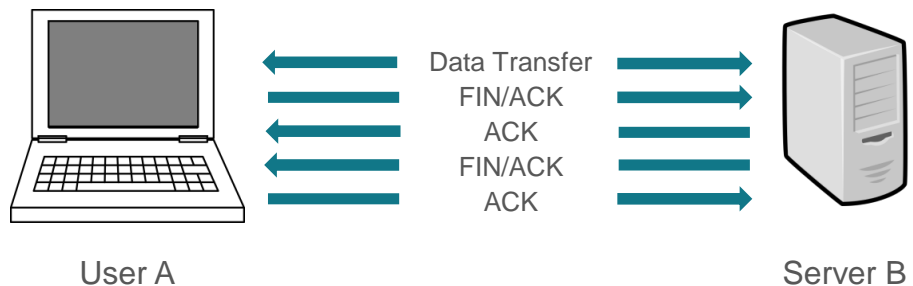 Data Transfer
FIN/ACK
ACK
FIN/ACK
ACK
User A
Server B